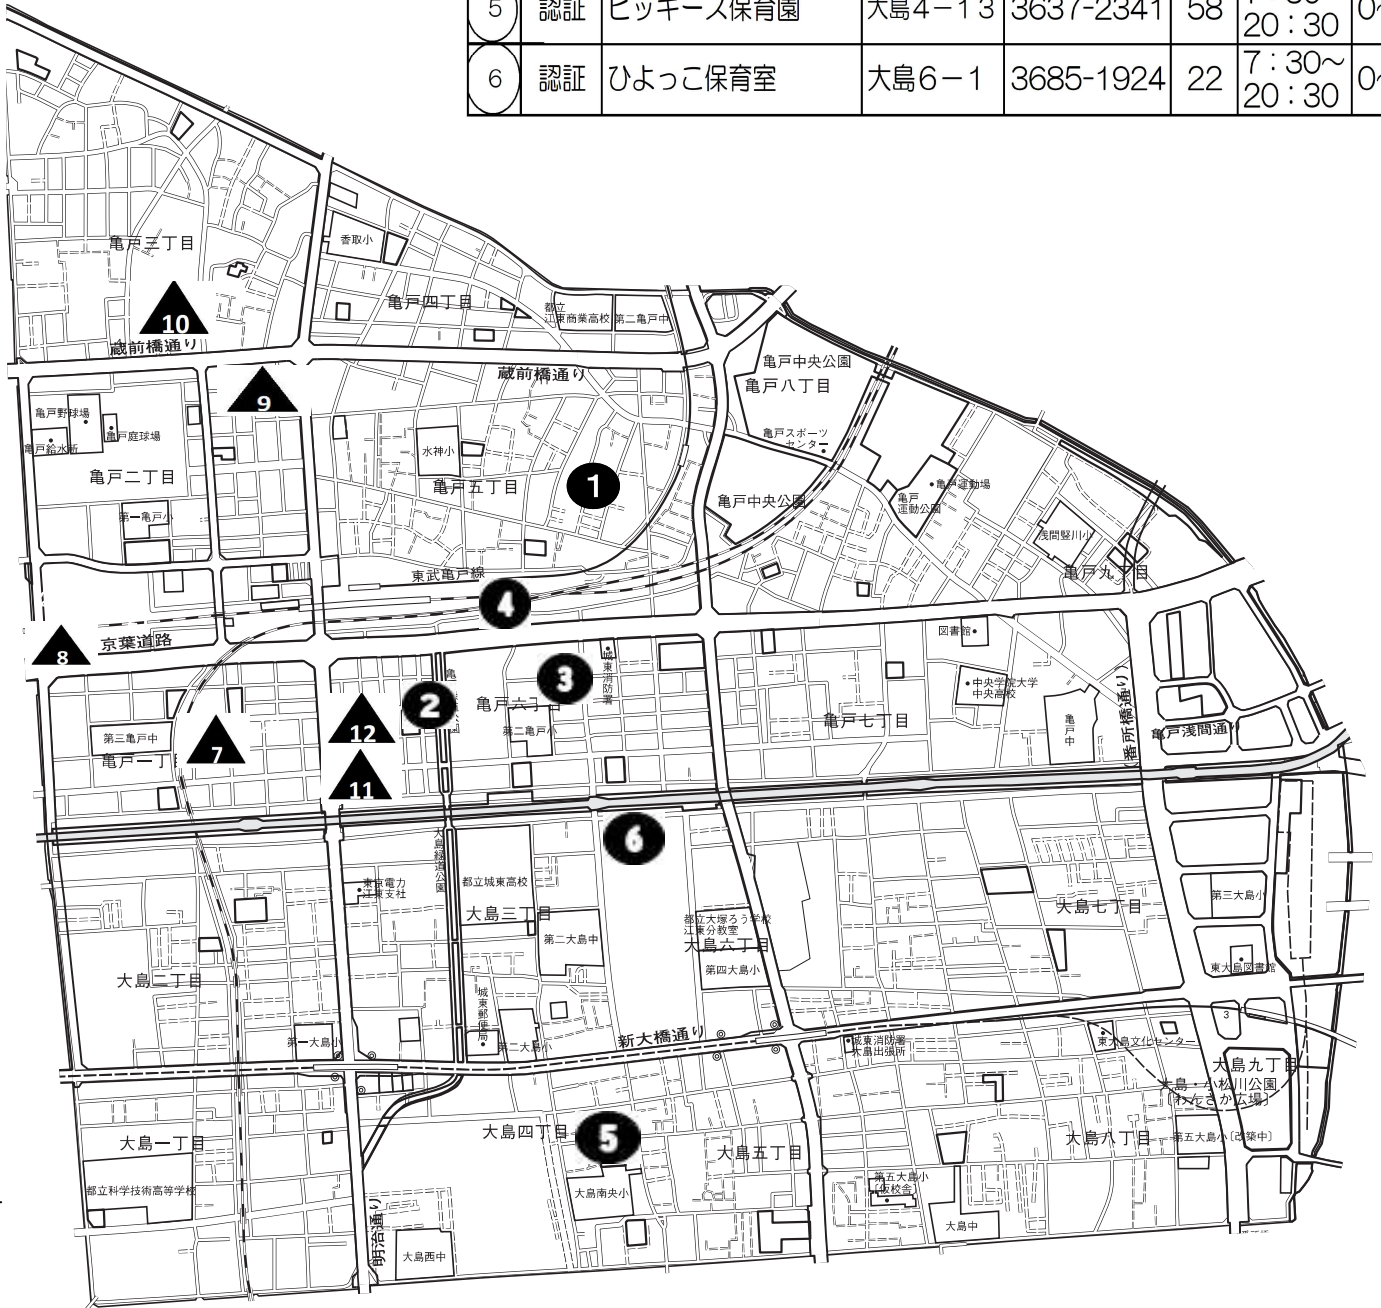 5 認証 ピッキーズ保育園 大島4-13 3637-2341 58
20:30
6 認証 ひよっこ保育室 大島6-1 3685-1924 22 7:30~
20:30
亀戸三丁目
香取小
亀戸四丁目
都立
江東商業高校
第二亀戸中
10
蔵前橋通り
蔵前橋通り
亀戸中央公園
亀戸八丁目
9
亀戸野球場
亀戸庭球場
亀戸給水所
亀戸スポーツ
センター
水神小
亀戸二丁目
亀戸五丁目
1
亀戸中央公園
亀戸運動場
亀戸
運動公園
第一亀戸小
浅間竪川小
東武亀戸線
亀戸九丁目
4
京葉道路
8
図書館
城東消防署
3
中央学院大学
中央高校
2
亀戸六丁目
亀戸七丁目
亀戸中
番所橋通り
亀戸浅間通り
第二亀戸小
12
第三亀戸中
7
亀戸一丁目
11
6
大島緑道公園
東京電力
江東支社
都立城東高校
大島三丁目
第三大島小
大島七丁目
都立大塚ろう学校
江東分教室
大島六丁目
第二大島中
第四大島小
東大島図書館
大島二丁目
城東郵便局
3
新大橋通り
第一大島小
第二大島小
城東消防署
大島出張所
東大島文化センター
大島九丁目
大島・小松川公園
〔わんさか広場〕
大島四丁目
5
大島一丁目
大島五丁目
大島八丁目
第五大島小〔改築中〕
都立科学技術高等学校
大島南央小
第五大島小
〔仮校舎〕
大島中
明治通り
大島西中